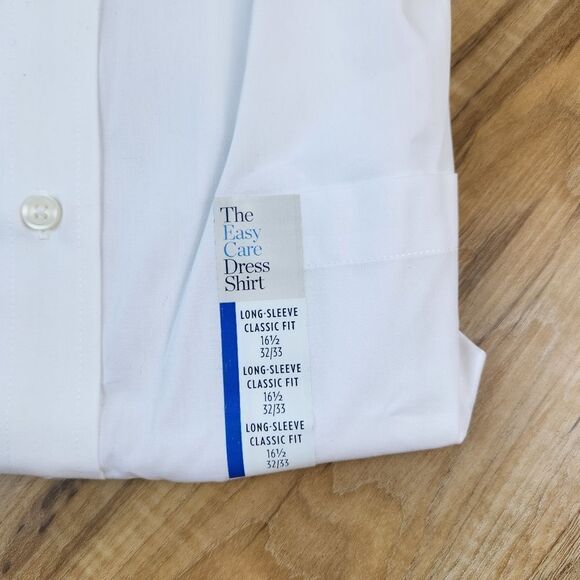 The
Easy
Care
Dress
Shirt
LONG-SLEEVE
CLASSIC FIT
16½
32/33
LONG-SLEEVE
CLASSIC FIT
16½
32/33
LONG-SLEEVE
CLASSIC FIT
16½
32/33